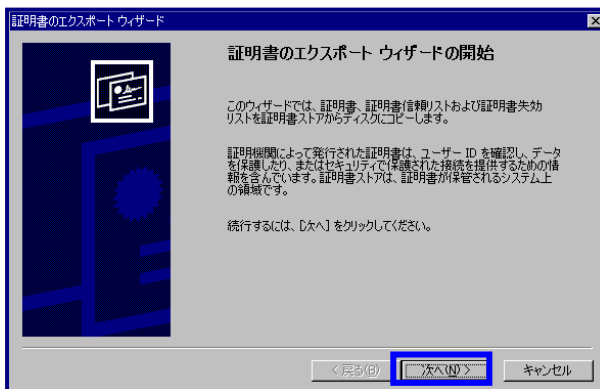 証明書のエクスポート ウィザード
証明書のエクスポート ウィザードの開始
このウィザードでは、証明書、証明書信頼リストおよび証明書失効
リストを証明書ストアからディスクにコピーします。
証明機関によって発行された証明書は、ユーザー ID を確認し、データ
を保護したり、またはセキュリティで保護された接続を提供するための情
報を含んでいます。証明書ストアは、証明書が保管されるシステム上
の領域です。
続行するには、[次へ] をクリックしてください。
< 戻る(B) 次へ(N) > キャンセル